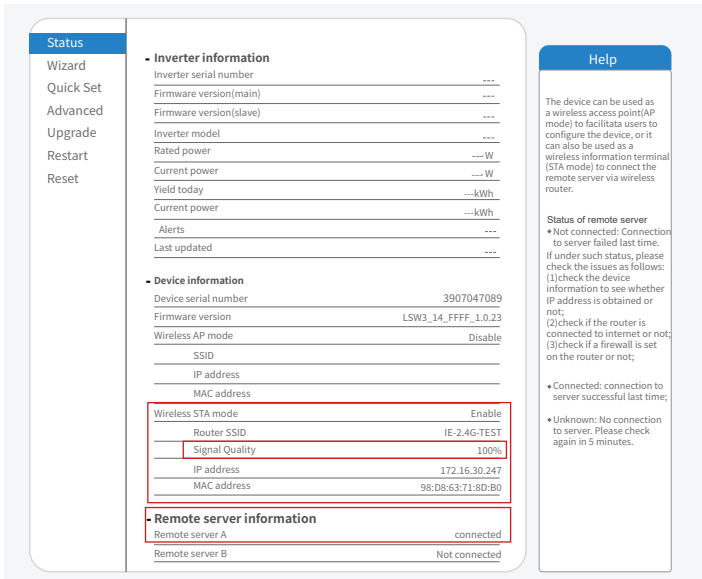 Status
Wizard
Quick Set
Advanced
Upgrade
Restart
Reset
- Inverter information
Inverter serial number ---
Firmware version(main) ---
Firmware version(slave) ---
Inverter model ---
Rated power --- W
Current power --- W
Yield today ---kWh
Current power ---kWh
Alerts ---
Last updated ---
- Device information
Device serial number 3907047089
Firmware version LSW3_14_FFFF_1.0.23
Wireless AP mode Disable
SSID
IP address
MAC address
Wireless STA mode Enable
Router SSID IE-2.4G-TEST
Signal Quality 100%
IP address 172.16.30.247
MAC address 98:D8:63:71:8D:B0
- Remote server information
Remote server A connected
Remote server B Not connected
Help
The device can be used as
a wireless access point(AP
mode) to facilitata users to
configure the device, or it
can also be used as a
wireless information terminal
(STA mode) to connect the
remote server via wireless
router.
Status of remote server
◆Not connected: Connection
to server failed last time.
If under such status, please
check the issues as follows:
(1)check the device
information to see whether
IP address is obtained or
not;
(2)check if the router is
connected to internet or not;
(3)check if a firewall is set
on the router or not;
◆Connected: connection to
server successful last time;
◆Unknown: No connection
to server. Please check
again in 5 minutes.